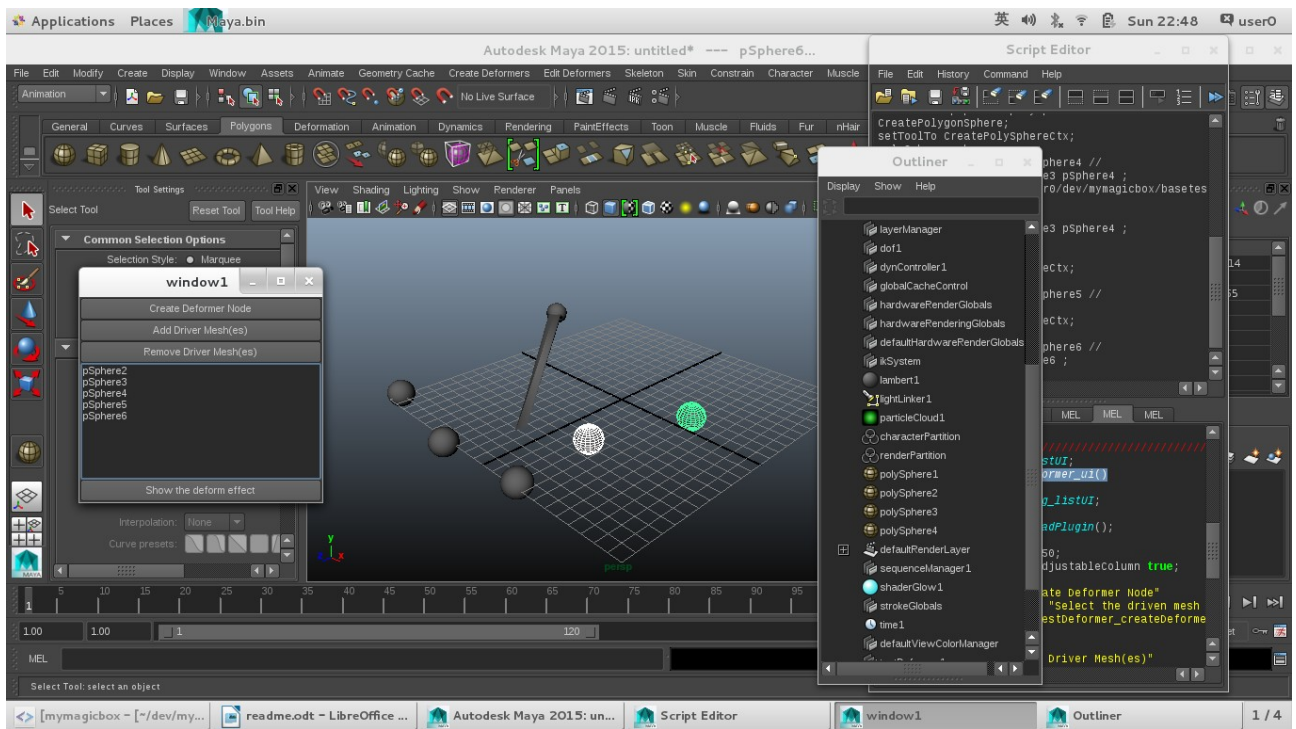 Applications Places Maya.bin 英 Sun 22:48 userO
Autodesk Maya 2015: untitled* --- pSphere6...
File Edit Modify Create Display Window Assets Animate Geometry Cache Create Deformers Edit Deformers Skeleton Skin Constrain Character Muscle
Animation No Live Surface
General Curves Surfaces Polygons Deformation Animation Dynamics Rendering PaintEffects Toon Muscle Fluids Fur nHair
Tool Settings
Select Tool Reset Tool Tool Help
Common Selection Options
Selection Style: Marquee
window1
Create Deformer Node
Add Driver Mesh(es)
Remove Driver Mesh(es)
pSphere2
pSphere3
pSphere4
pSphere5
pSphere6
Show the deform effect
Interpolation: None
Curve presets:
View Shading Lighting Show Renderer Panels
y
z x
persp
Script Editor
File Edit History Command Help
CreatePolygonSphere;
setToolTo CreatePolySphereCtx;
phere4 //
e3 pSphere4 ;
r0/dev/mymagicbox/basetes
e3 pSphere4 ;
eCtx;
phere5 //
eCtx;
phere6 //
e6 ;
MEL MEL MEL
stUI;
ormer_ui()
g_listUI;
adPlugin();
50;
djustableColumn true;
ate Deformer Node"
"Select the driven mesh
estDeformer_createDeforme
Driver Mesh(es)"
Outliner
Display Show Help
layerManager
dof1
dynController1
globalCacheControl
hardwareRenderGlobals
hardwareRenderingGlobals
defaultHardwareRenderGlobals
ikSystem
lambert1
lightLinker1
particleCloud1
characterPartition
renderPartition
polySphere1
polySphere2
polySphere3
polySphere4
defaultRenderLayer
sequenceManager1
shaderGlow1
strokeGlobals
time1
defaultViewColorManager
14
55
5 10 15 20 25 30 35 40 45 50 55 60 65 70 75 80 85 90 95
1
1.00 1.00 1 120
MEL
Select Tool: select an object
[mymagicbox – [~/dev/my... readme.odt – LibreOffice ... Autodesk Maya 2015: un... Script Editor window1 Outliner 1 / 4